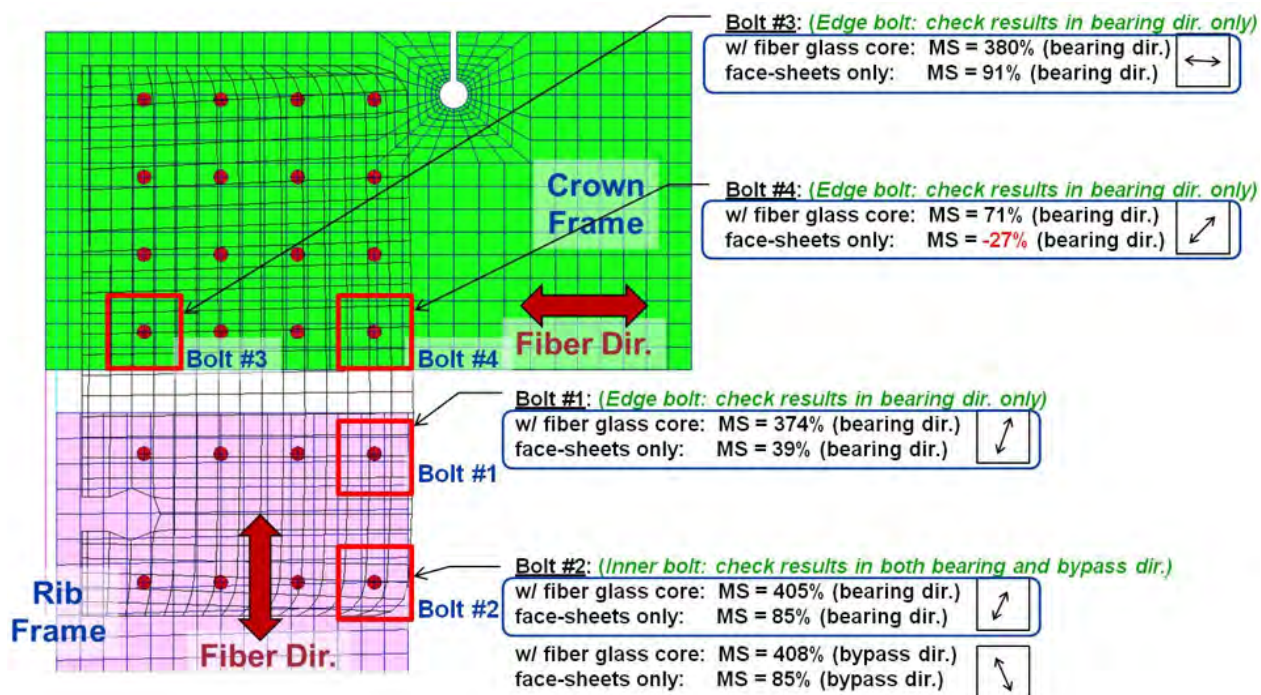 Bolt #3: (Edge bolt: check results in bearing dir. only)
w/ fiber glass core: MS = 380% (bearing dir.)
face-sheets only: MS = 91% (bearing dir.)
Bolt #4: (Edge bolt: check results in bearing dir. only)
w/ fiber glass core: MS = 71% (bearing dir.)
face-sheets only: MS = -27% (bearing dir.)
Crown
Frame
Fiber Dir.
Bolt #3
Bolt #4
Bolt #1: (Edge bolt: check results in bearing dir. only)
w/ fiber glass core: MS = 374% (bearing dir.)
face-sheets only: MS = 39% (bearing dir.)
Bolt #1
Bolt #2: (Inner bolt: check results in both bearing and bypass dir.)
w/ fiber glass core: MS = 405% (bearing dir.)
face-sheets only: MS = 85% (bearing dir.)
Bolt #2
w/ fiber glass core: MS = 408% (bypass dir.)
face-sheets only: MS = 85% (bypass dir.)
Rib
Frame
Fiber Dir.